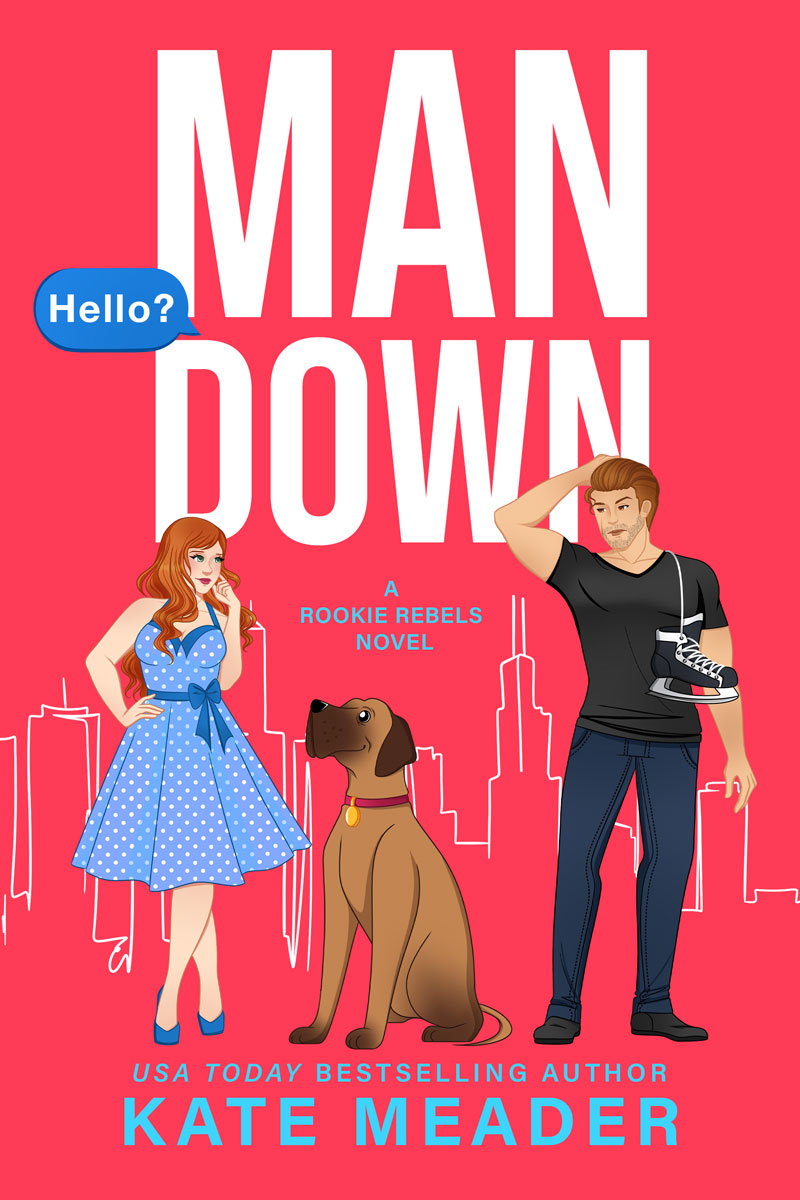 MAN
Hello?
DOWN
A
ROOKIE REBELS
NOVEL
USA TODAY BESTSELLING AUTHOR
KATE MEADER